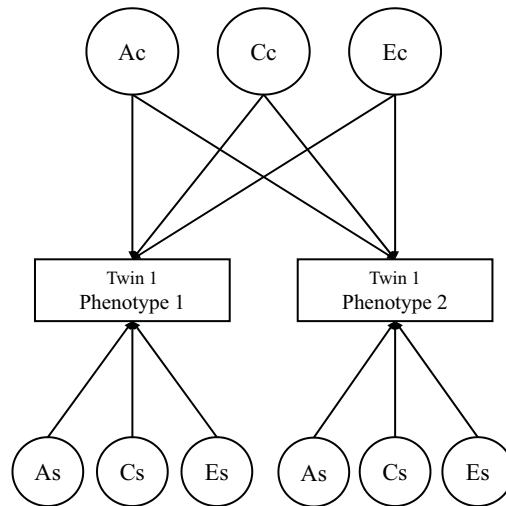 Ac Cc Ec
Twin 1 Twin 1
Phenotype 1 Phenotype 2
As Cs Es As Cs Es